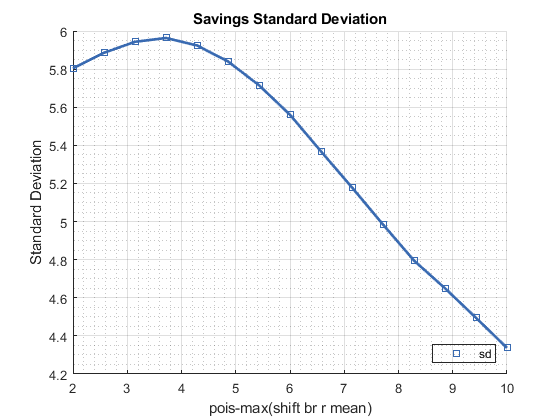 Savings Standard Deviation
Standard Deviation
6
5.8
5.6
5.4
5.2
5
4.8
4.6
4.4
4.2
sd
2 3 4 5 6 7 8 9 10
pois-max(shift br r mean)